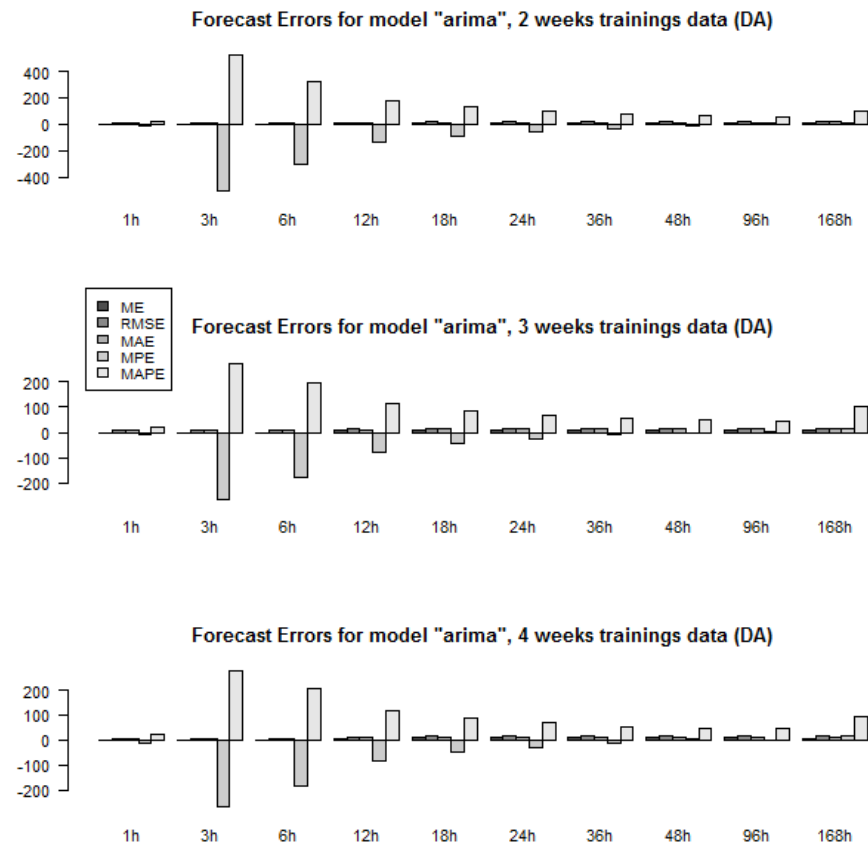 Forecast Errors for model "arima", 2 weeks trainings data (DA)
400
200
0
-200
-400
1h 3h 6h 12h 18h 24h 36h 48h 96h 168h
ME
RMSE
MAE
MPE
MAPE
Forecast Errors for model "arima", 3 weeks trainings data (DA)
200
100
0
-100
-200
1h 3h 6h 12h 18h 24h 36h 48h 96h 168h
Forecast Errors for model "arima", 4 weeks trainings data (DA)
200
100
0
-100
-200
1h 3h 6h 12h 18h 24h 36h 48h 96h 168h